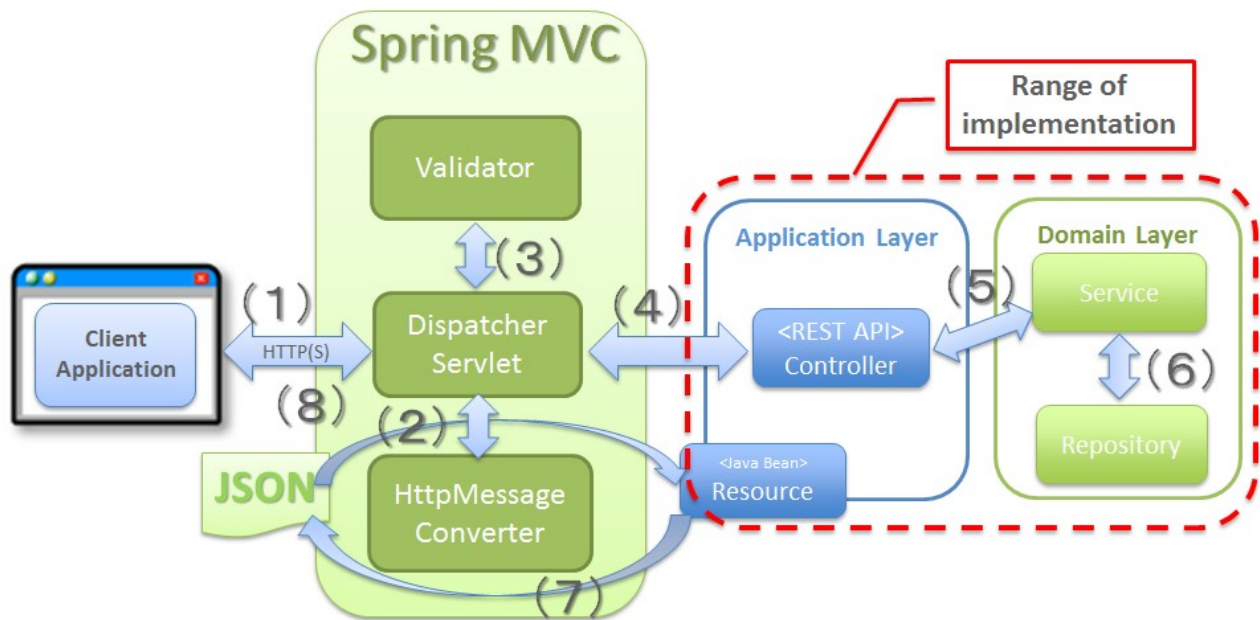 Spring MVC
Range of
implementation
Validator
Application Layer
Domain Layer
(3)
(1)
(4)
(5)
Service
Client
Application
HTTP(S)
Dispatcher
Servlet
<REST API>
Controller
(6)
(8)
(2)
Repository
JSON
HttpMessage
Converter
<Java Bean>
Resource
(7)